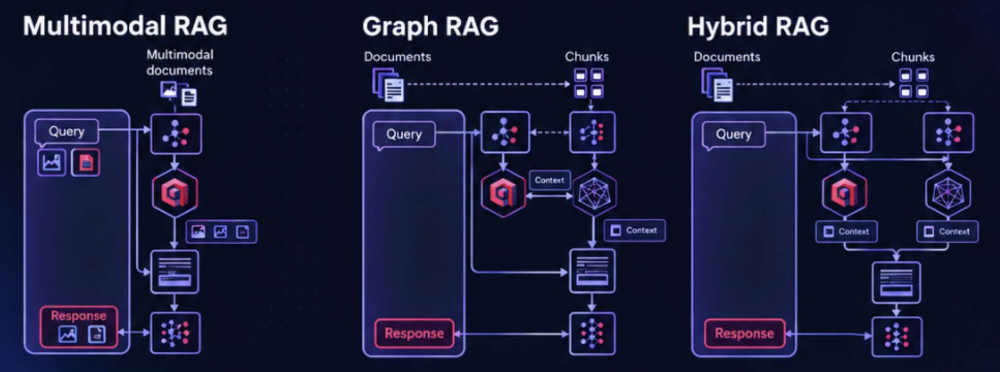 Multimodal RAG
Multimodal
documents
Query
Response
Graph RAG
Documents
Chunks
Query
Context
Context
Response
Hybrid RAG
Documents
Chunks
Query
Context
Context
Response